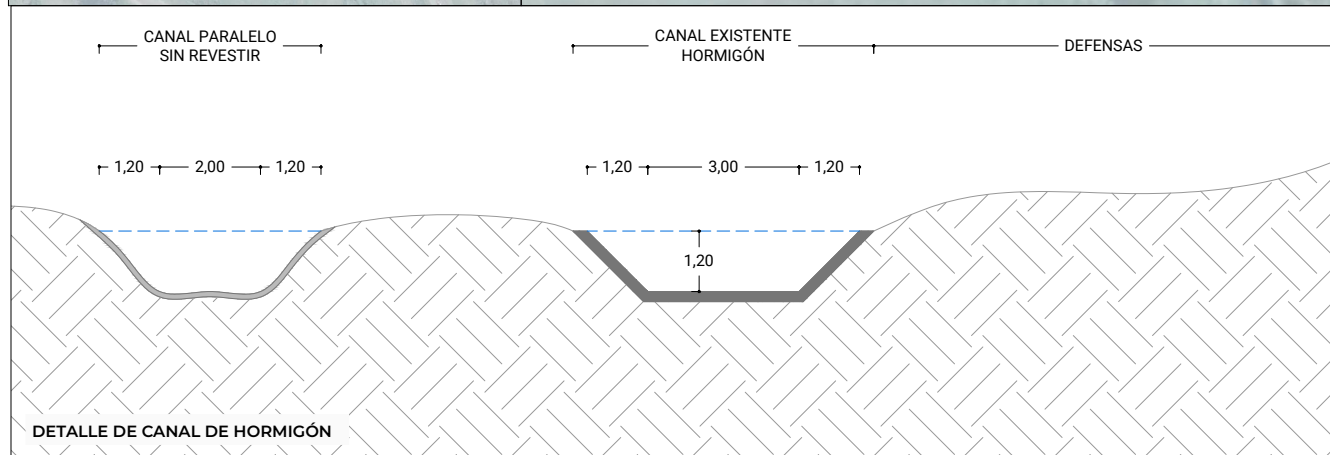 CANAL PARALELO
SIN REVESTIR
CANAL EXISTENTE
HORMIGÓN
DEFENSAS
1,20 2,00 1,20
1,20 3,00 1,20
1,20
DETALLE DE CANAL DE HORMIGÓN